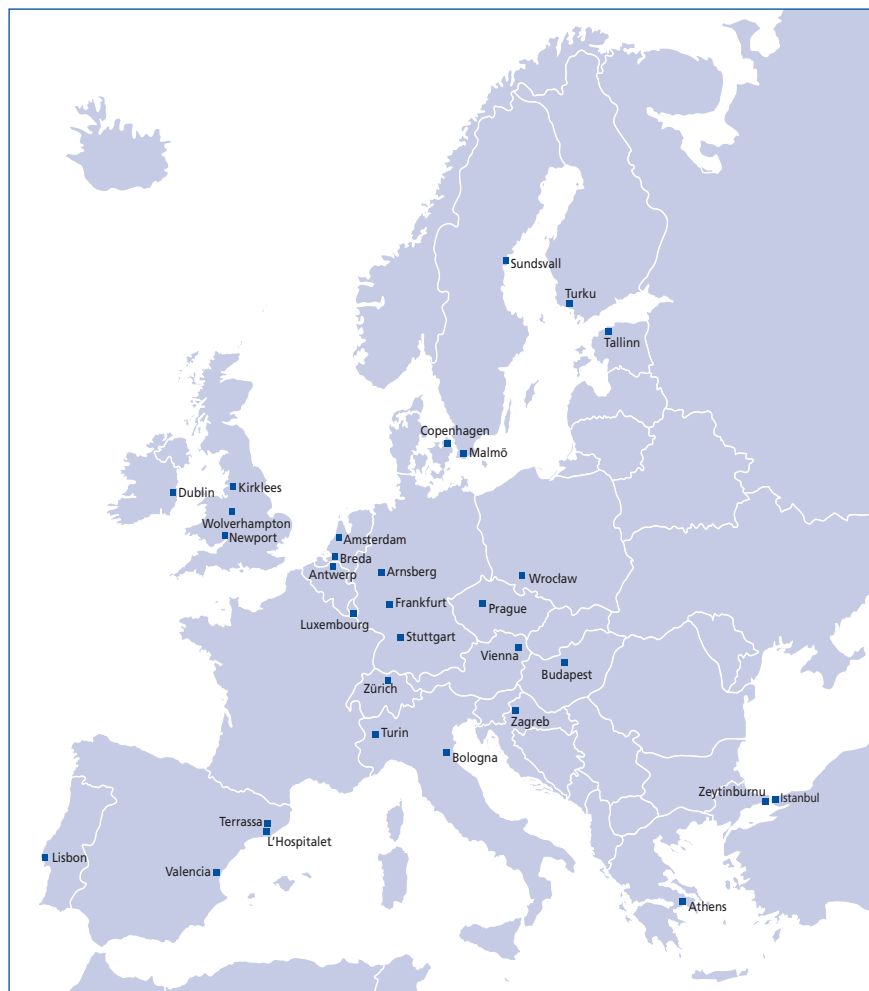 Sundsvall
Turku
Tallinn
Copenhagen
Malmö
Dublin
Kirklees
Wolverhampton
Newport
Amsterdam
Breda
Antwerp
Arnsberg
Wrocław
Frankfurt
Prague
Luxembourg
Stuttgart
Vienna
Budapest
Zürich
Zagreb
Turin
Bologna
Zeytinburnu
Istanbul
Terrassa
L'Hospitalet
Lisbon
Valencia
Athens